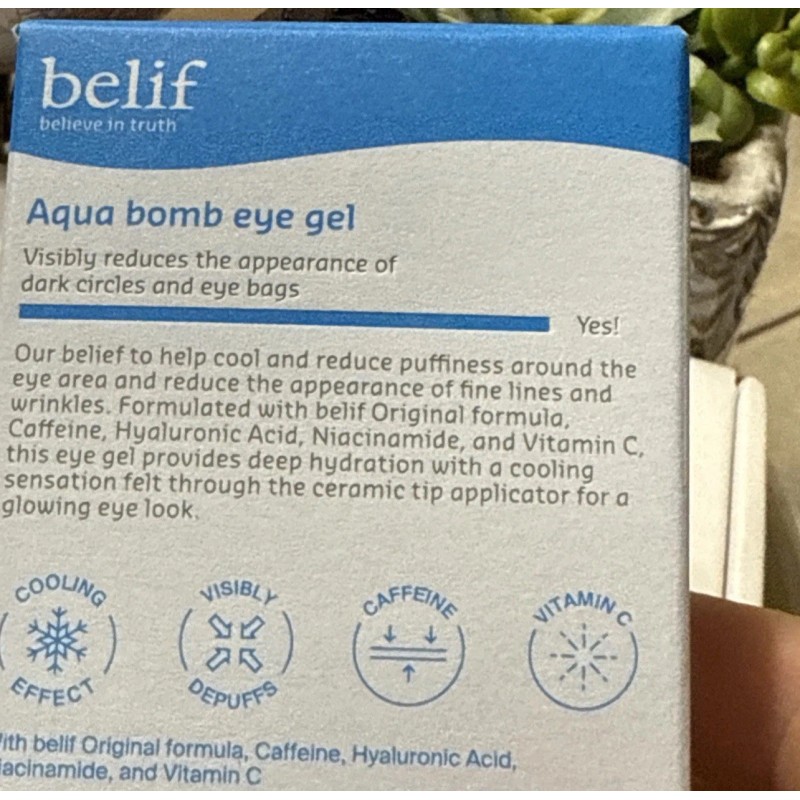 belif
believe in truth
Aqua bomb eye gel
Visibly reduces the appearance of
dark circles and eye bags
Yes!
Our belief to help cool and reduce puffiness around the
eye area and reduce the appearance of fine lines and
wrinkles. Formulated with belif Original formula,
Caffeine, Hyaluronic Acid, Niacinamide, and Vitamin C,
this eye gel provides deep hydration with a cooling
sensation felt through the ceramic tip applicator for a
glowing eye look.
COOLING
EFFECT
VISIBLY
DEPUFFS
CAFFEINE
VITAMIN C
belif Original formula, Caffeine, Hyaluronic Acid,
and Vitamin C